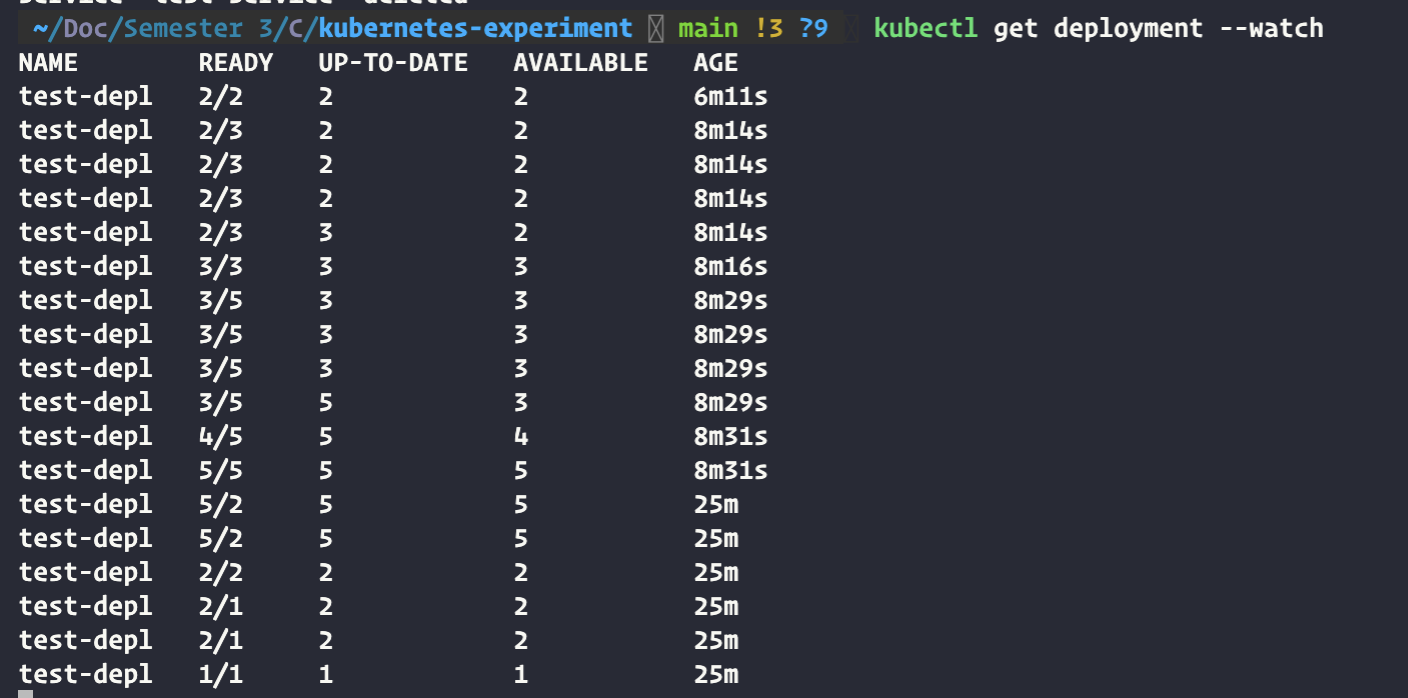 ~/Doc/Semester 3/C/kubernetes-experiment main !3 ?9 kubectl get deployment --watch
NAME READY UP-TO-DATE AVAILABLE AGE
test-depl 2/2 2 2 6m11s
test-depl 2/3 2 2 8m14s
test-depl 2/3 2 2 8m14s
test-depl 2/3 2 2 8m14s
test-depl 2/3 3 2 8m14s
test-depl 3/3 3 3 8m16s
test-depl 3/5 3 3 8m29s
test-depl 3/5 3 3 8m29s
test-depl 3/5 3 3 8m29s
test-depl 3/5 5 3 8m29s
test-depl 4/5 5 4 8m31s
test-depl 5/5 5 5 8m31s
test-depl 5/2 5 5 25m
test-depl 5/2 5 5 25m
test-depl 2/2 2 2 25m
test-depl 2/1 2 2 25m
test-depl 2/1 2 2 25m
test-depl 1/1 1 1 25m